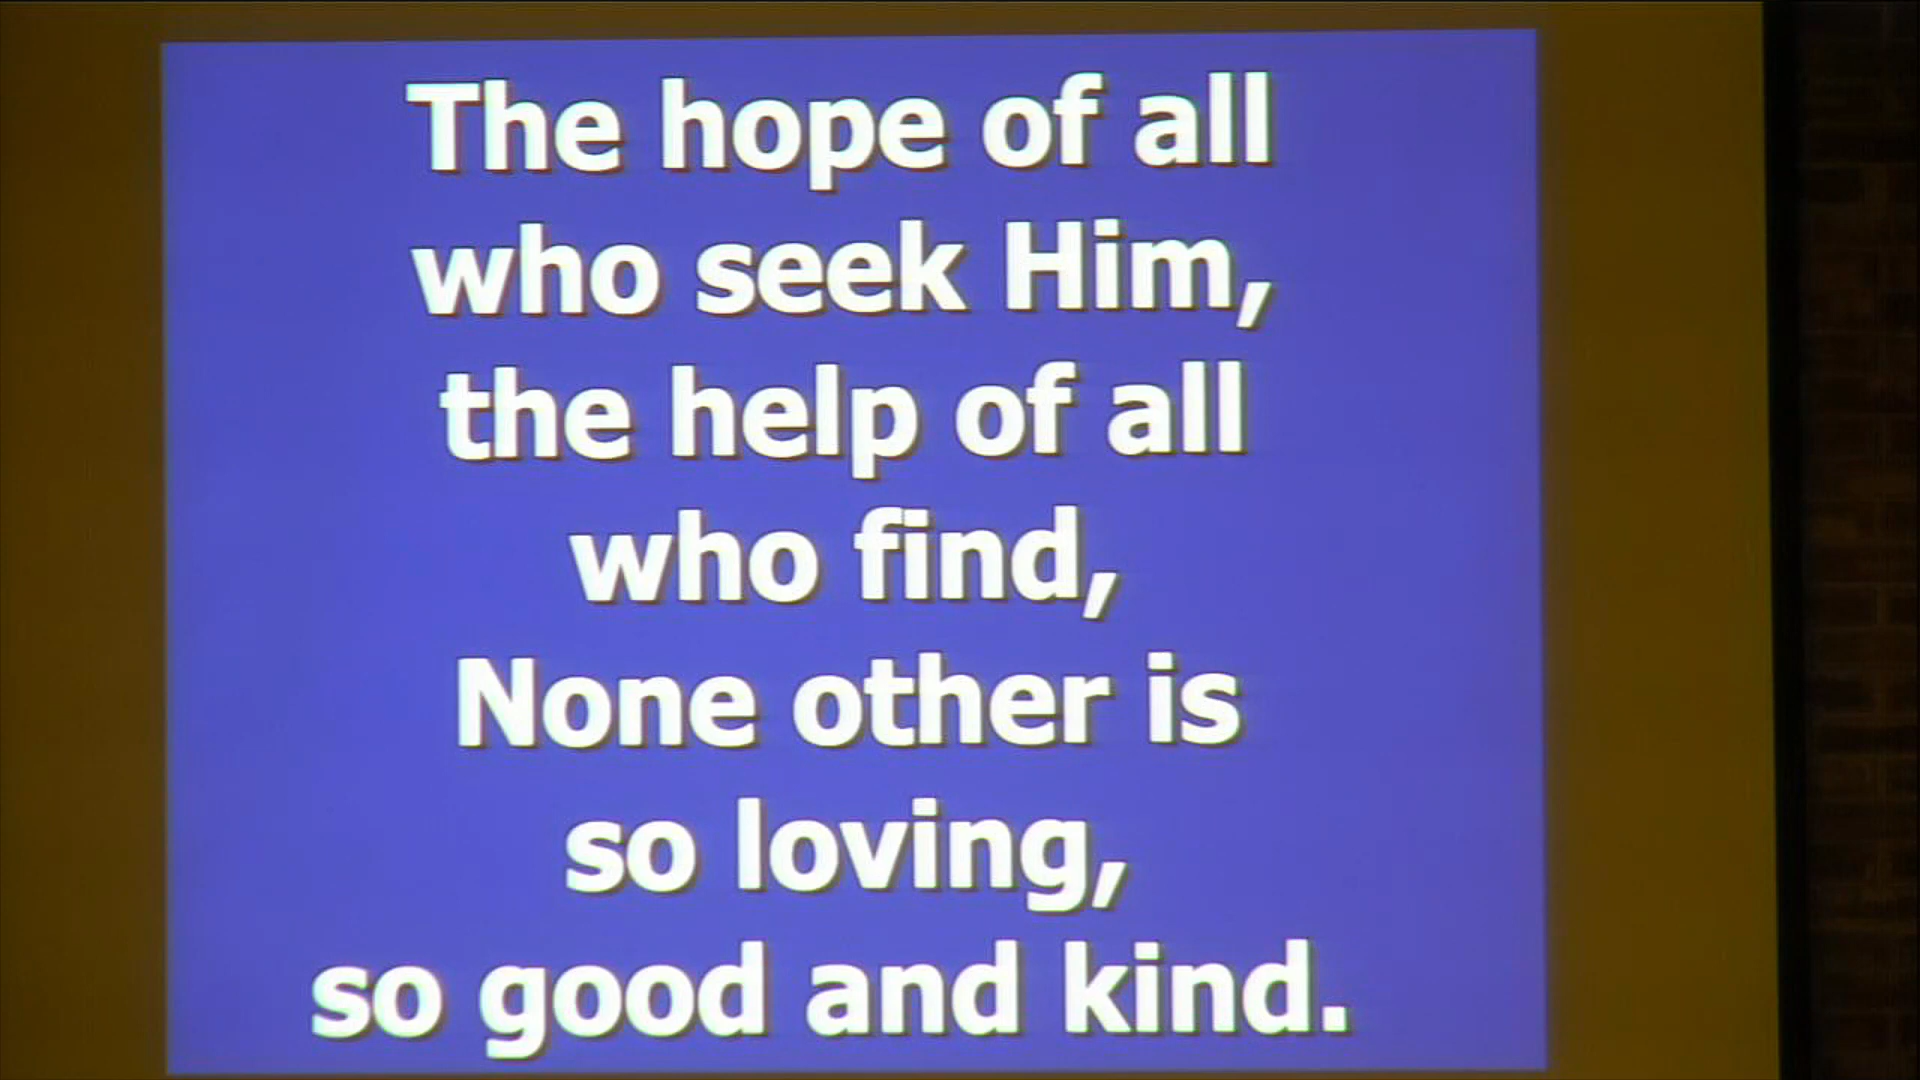 The hope of all
who seek Him,
the help of all
who find,
None other is
so loving,
so good and kind.